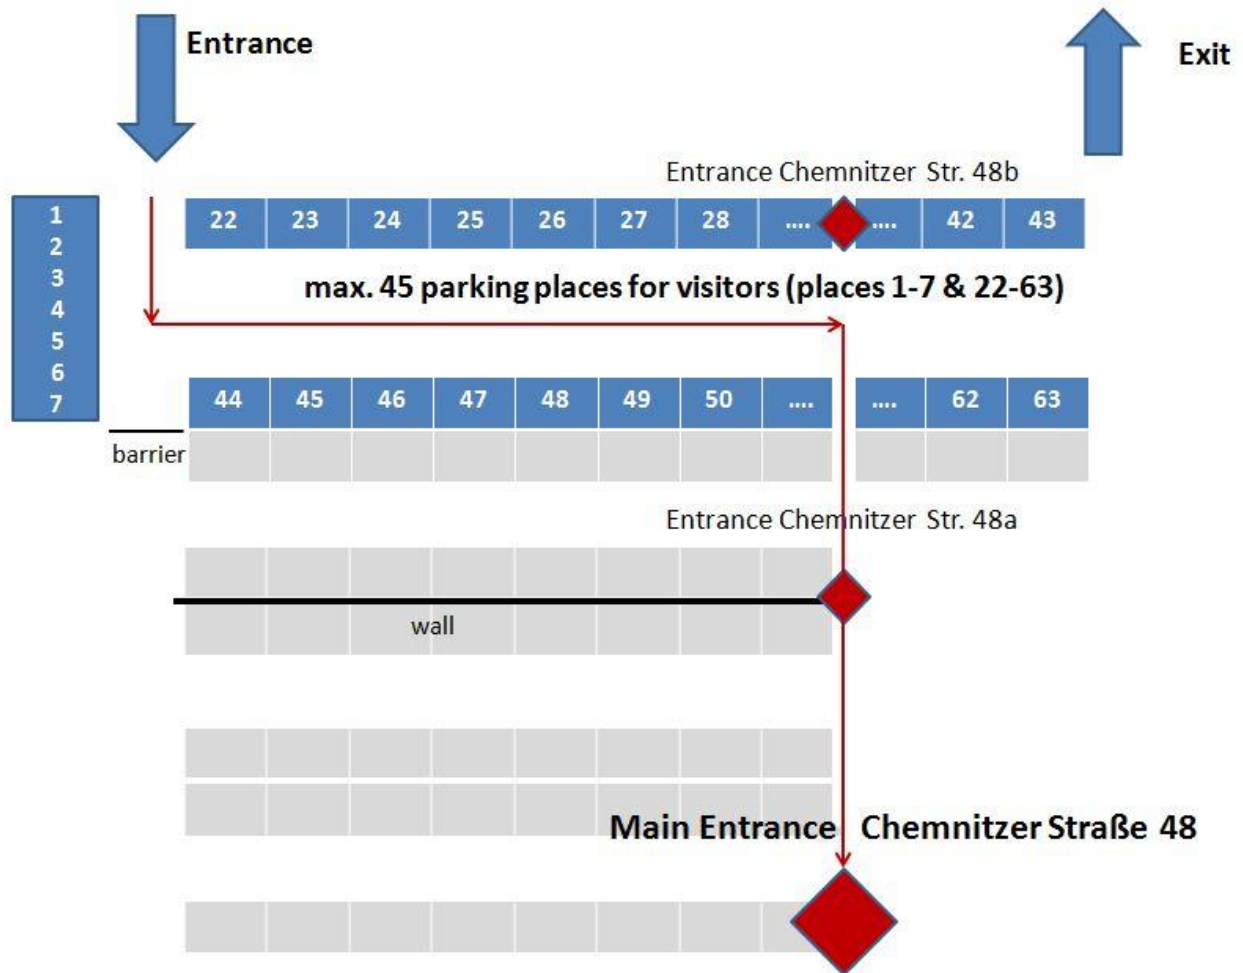 Entrance
Exit
Entrance Chemnitzer Str. 48b
1
2
3
4
5
6
7
22 23 24 25 26 27 28 .... .... 42 43
max. 45 parking places for visitors (places 1-7 & 22-63)
44 45 46 47 48 49 50 .... .... 62 63
barrier
Entrance Chemnitzer Str. 48a
wall
Main Entrance Chemnitzer Straße 48